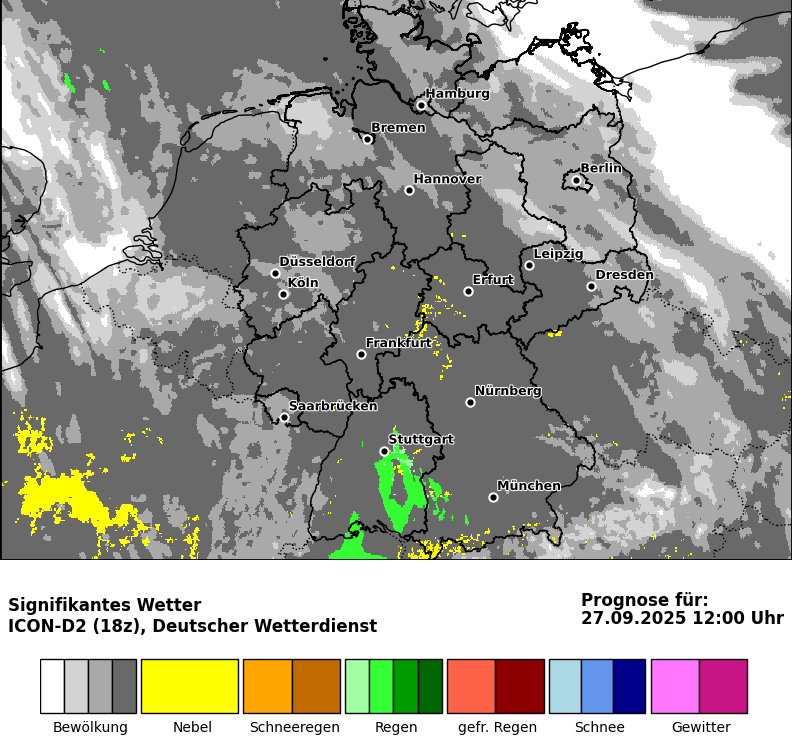 Hamburg
Bremen
Berlin
Hannover
Leipzig
Düsseldorf
Dresden
Köln
Erfurt
Frankfurt
Nürnberg
Saarbrücken
Stuttgart
München
Signifikantes Wetter
ICON-D2 (18z), Deutscher Wetterdienst
Prognose für:
27.09.2025 12:00 Uhr
Bewölkung
Nebel
Schneeregen
Regen
gefr. Regen
Schnee
Gewitter